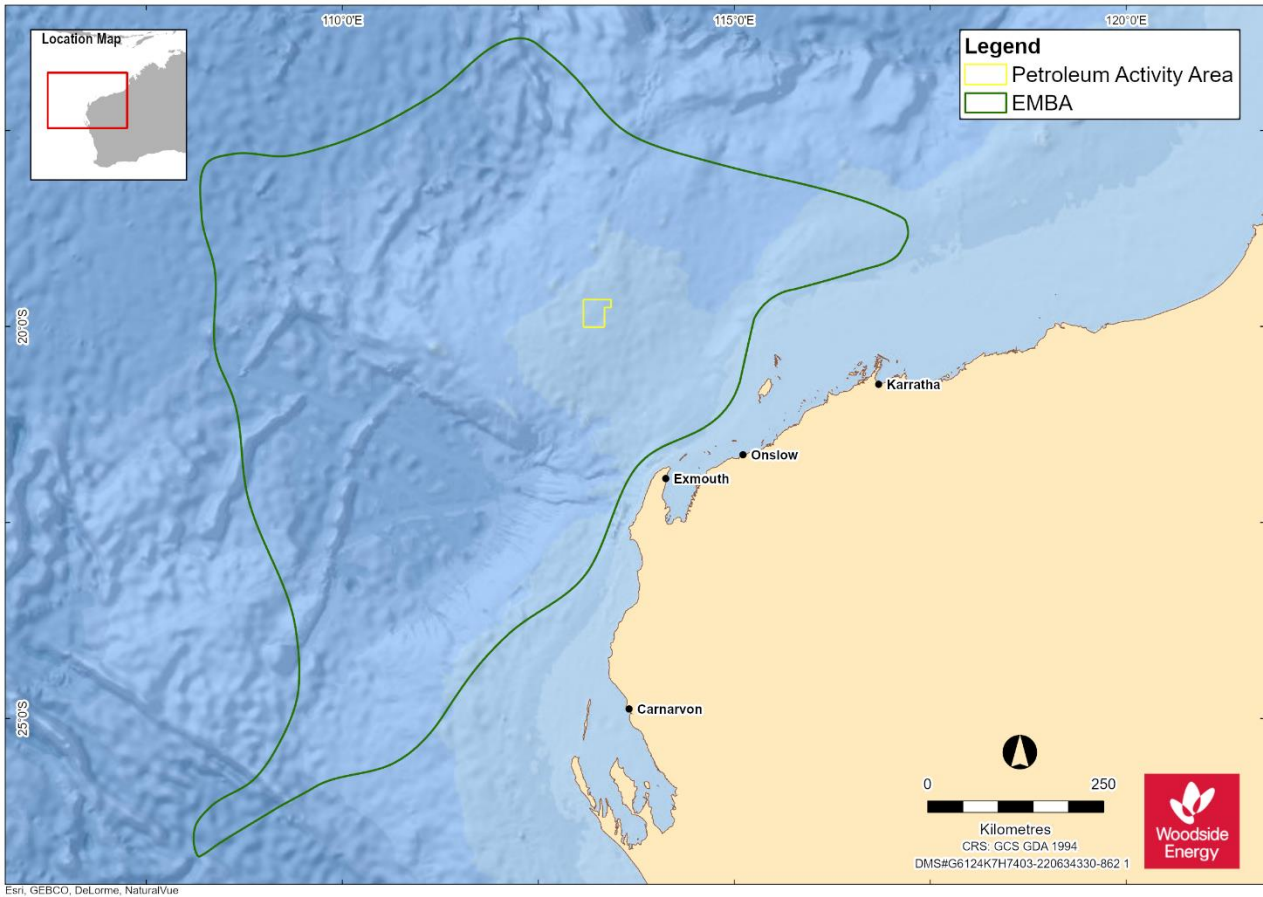 110°0'E
115°0'E
120°0'E
Location Map
Legend
Petroleum Activity Area
EMBA
20°0'S
Karratha
Onslow
Exmouth
25°0'S
Carnarvon
0 250
Kilometres
CRS: GCS GDA 1994
DMS#G6124K7H7403-220634330-862 1
Woodside
Energy
Esri, GEBCO, DeLorme, NaturalVue